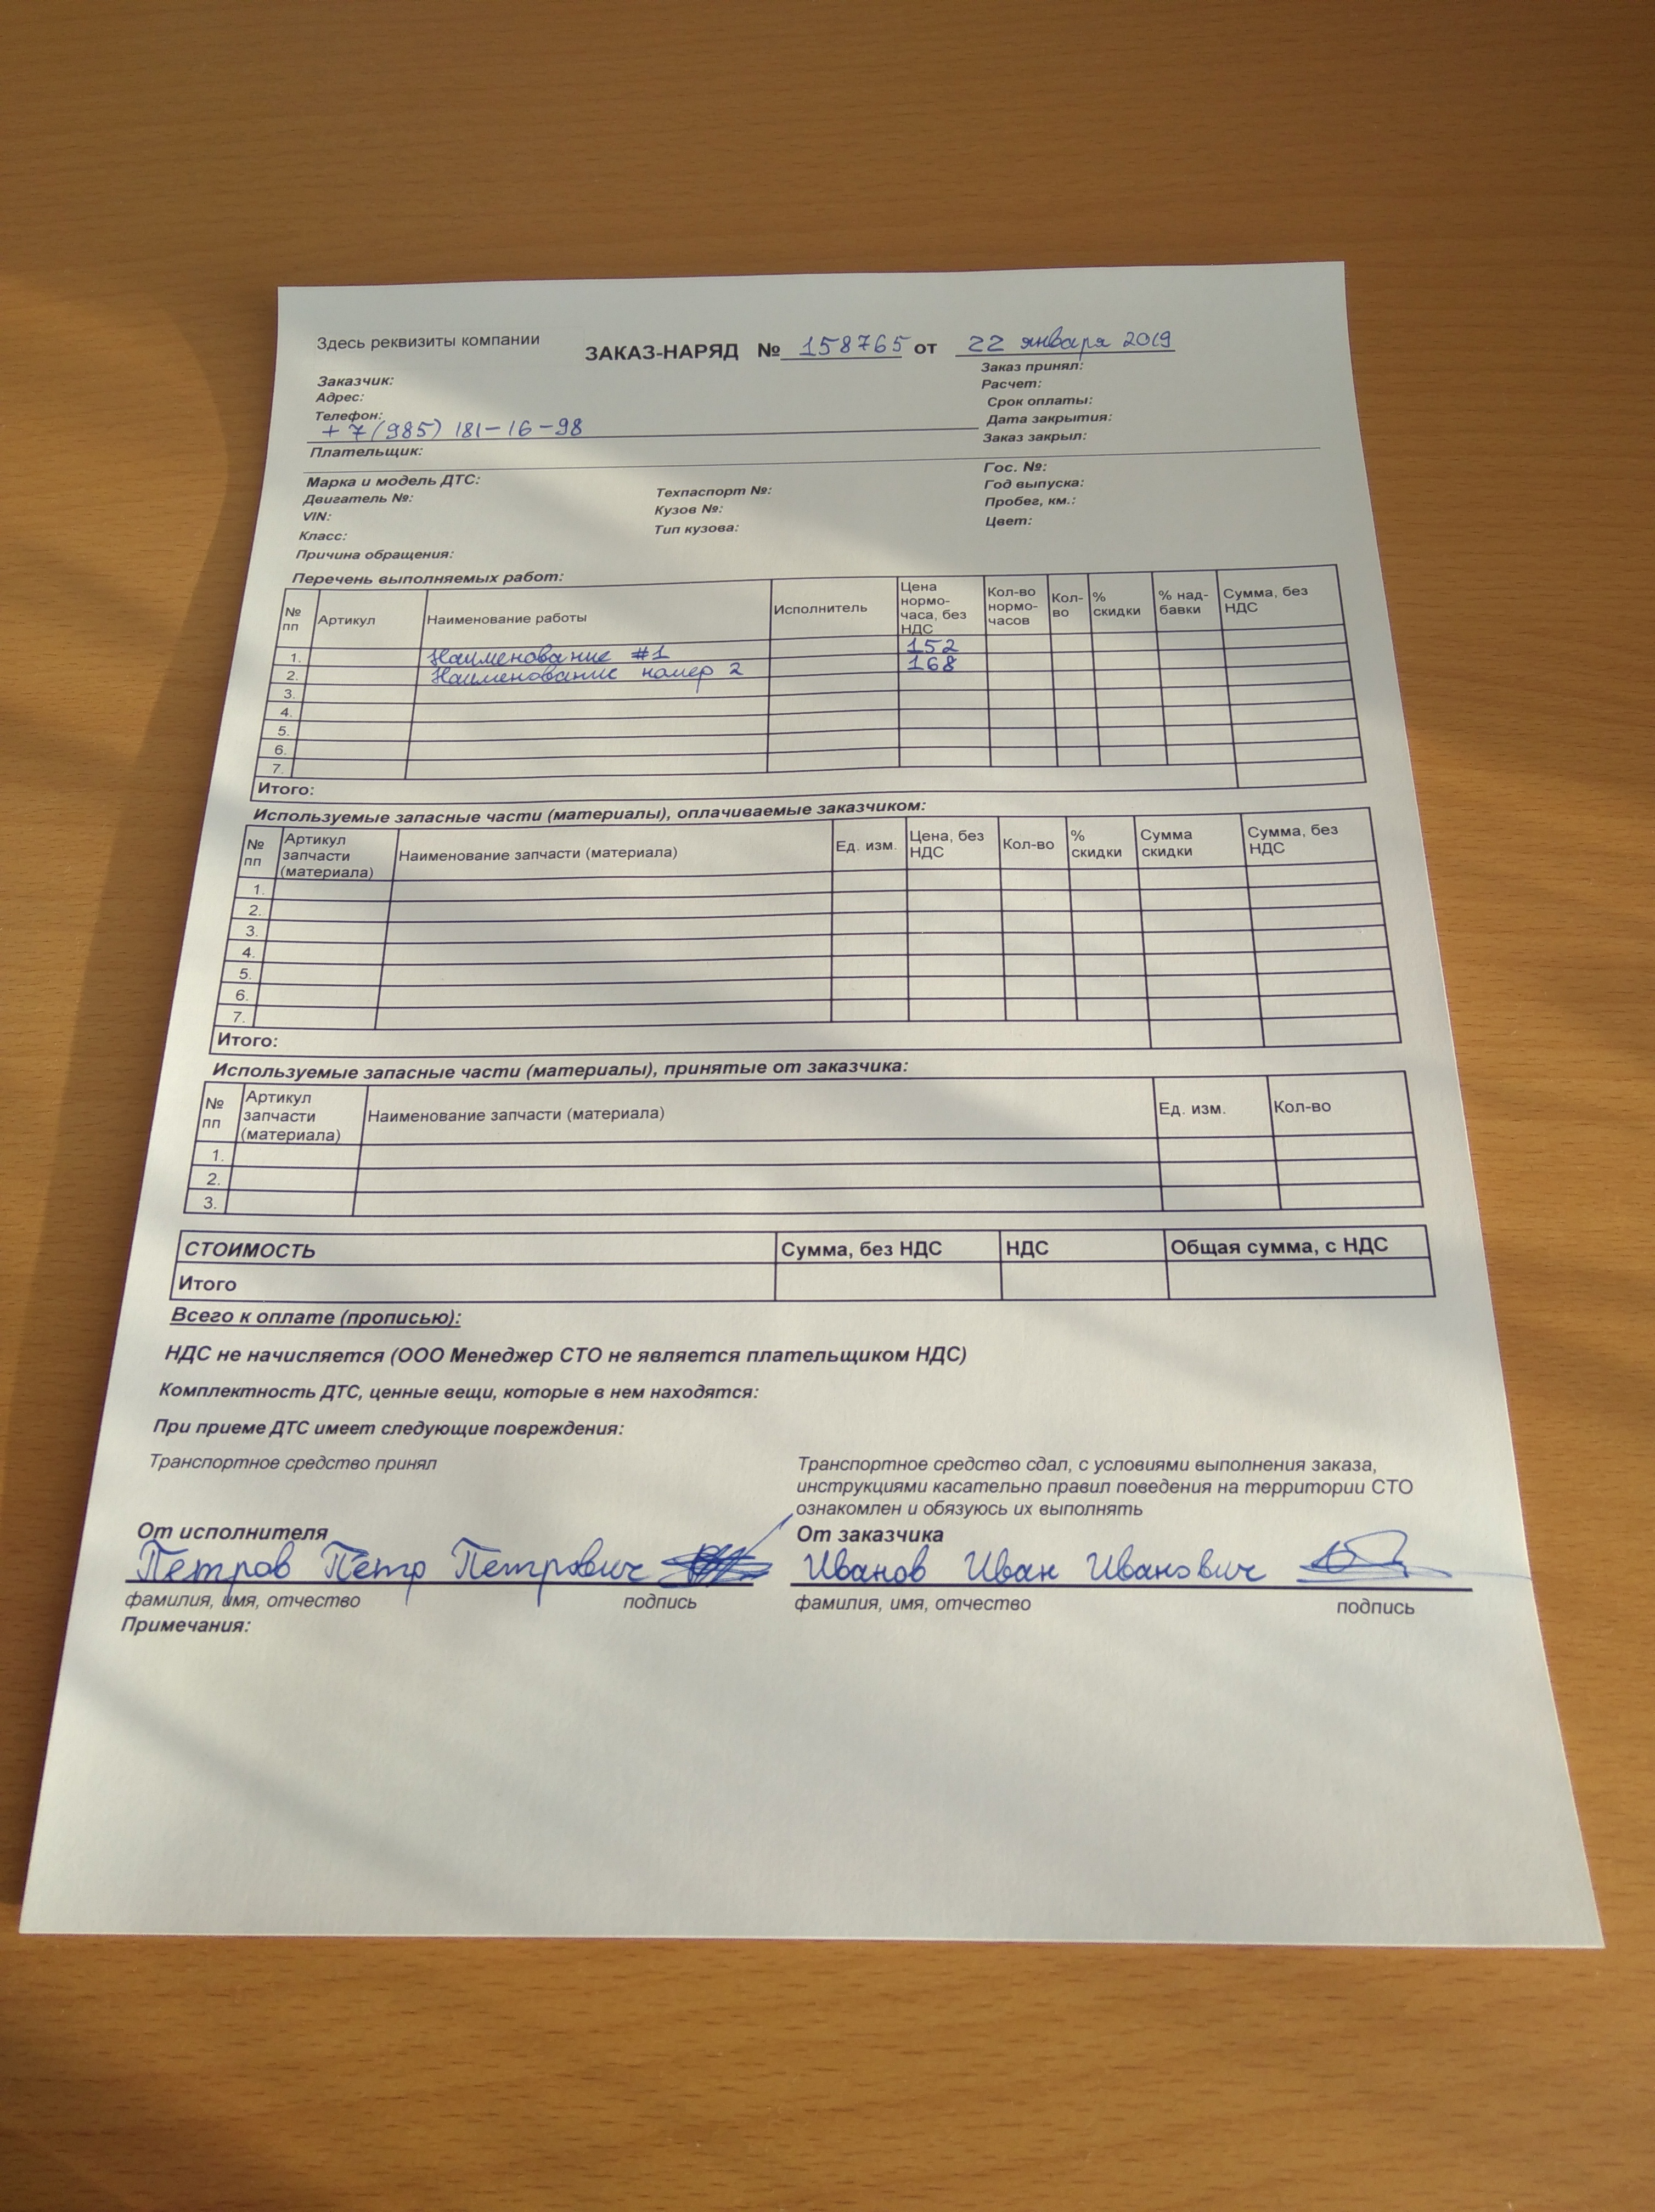 Здесь реквизиты компании
ЗАКАЗ-НАРЯД № 158765 от 22 января 2019
Заказчик:
Адрес:
Телефон:
+7(985) 181-16-98
Плательщик:
Заказ принял:
Расчет:
Срок оплаты:
Дата закрытия:
Заказ закрыл:
Марка и модель ДТС:
Двигатель №:
VIN:
Класс:
Причина обращения:
Техпаспорт №:
Кузов №:
Тип кузова:
Гос. №:
Год выпуска:
Пробег, км.:
Цвет:
Перечень выполняемых работ:
№ пп Артикул Наименование работы Исполнитель Цена нормо-часа, без НДС Кол-во нормо-часов Кол-во % скидки % над-бавки Сумма, без НДС
1. Наименование #1 152
2. Наименование номер 2 168
3.
4.
5.
6.
7.
Итого:
Используемые запасные части (материалы), оплачиваемые заказчиком:
№ пп Артикул запчасти (материала) Наименование запчасти (материала) Ед. изм. Цена, без НДС Кол-во % скидки Сумма скидки Сумма, без НДС
1.
2.
3.
4.
5.
6.
7.
Итого:
Используемые запасные части (материалы), принятые от заказчика:
№ пп Артикул запчасти (материала) Наименование запчасти (материала) Ед. изм. Кол-во
1.
2.
3.
СТОИМОСТЬ Сумма, без НДС НДС Общая сумма, с НДС
Итого
Всего к оплате (прописью):
НДС не начисляется (ООО Менеджер СТО не является плательщиком НДС)
Комплектность ДТС, ценные вещи, которые в нем находятся:
При приеме ДТС имеет следующие повреждения:
Транспортное средство принял
От исполнителя
Петров Пётр Петрович
фамилия, имя, отчество подпись
Транспортное средство сдал, с условиями выполнения заказа,
инструкциями касательно правил поведения на территории СТО
ознакомлен и обязуюсь их выполнять
От заказчика
Иванов Иван Иванович
фамилия, имя, отчество подпись
Примечания: